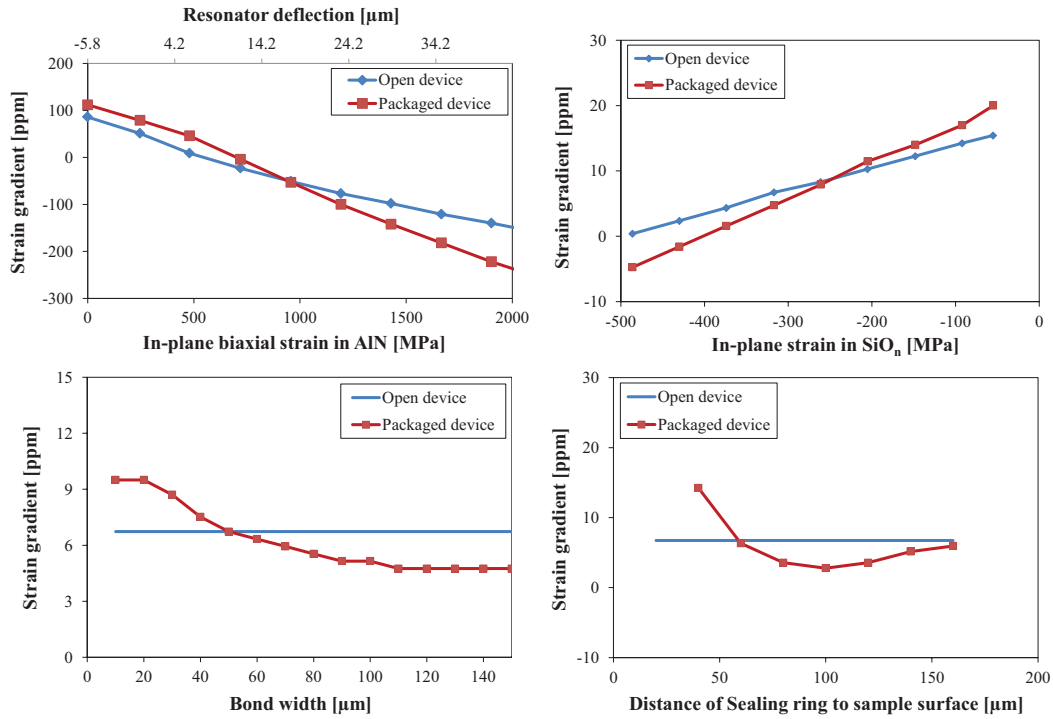 Resonator deflection [µm]
-5.8 4.2 14.2 24.2 34.2
200
100
0
-100
-200
-300
Strain gradient [ppm]
Open device
Packaged device
0 500 1000 1500 2000
In-plane biaxial strain in AlN [MPa]
30
20
10
0
-10
Strain gradient [ppm]
Open device
Packaged device
-500 -400 -300 -200 -100 0
In-plane strain in SiOn [MPa]
15
12
9
6
3
0
Strain gradient [ppm]
Open device
Packaged device
0 20 40 60 80 100 120 140
Bond width [µm]
30
20
10
0
-10
Strain gradient [ppm]
Open device
Packaged device
0 50 100 150 200
Distance of Sealing ring to sample surface [µm]